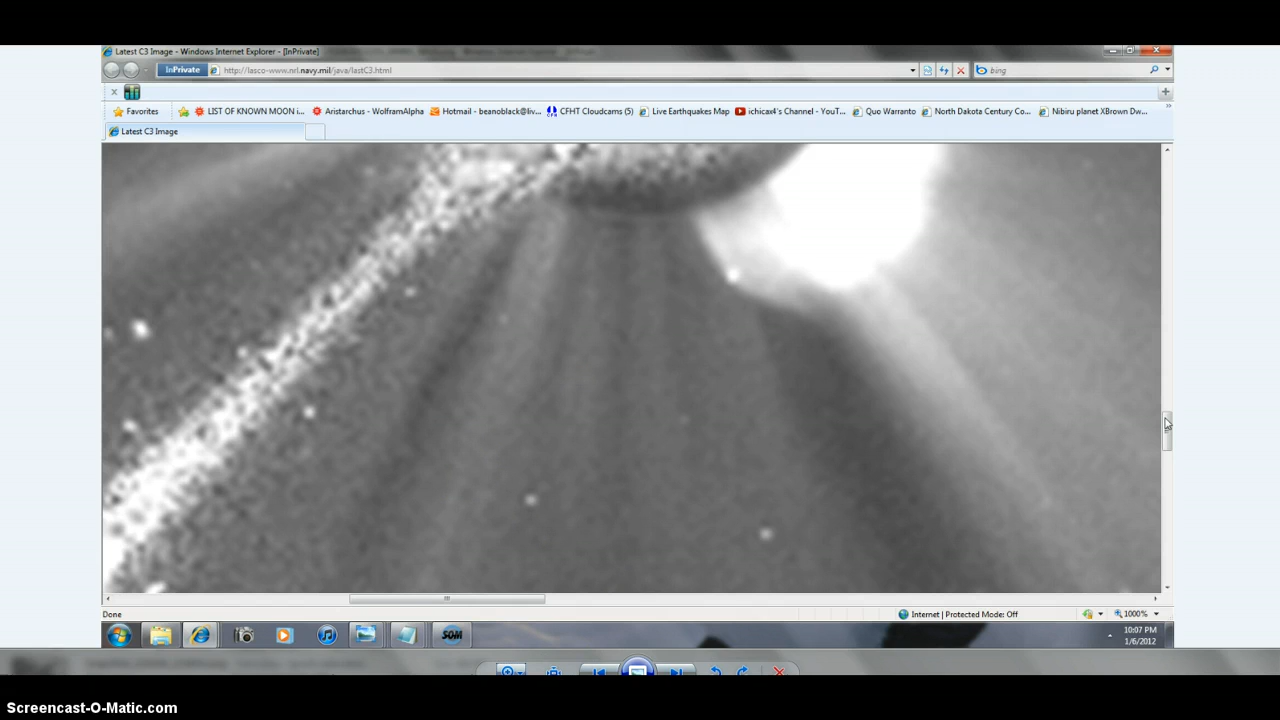 Latest C3 Image - Windows Internet Explorer - [InPrivate]
InPrivate http://lasco-www.nrl.navy.mil/java/lastC3.html bing
x
Favorites LIST OF KNOWN MOON i... Aristarchus - WolframAlpha Hotmail - beanoblack@liv... CFHT Cloudcams (5) Live Earthquakes Map ichicax4's Channel - YouT... Quo Warranto North Dakota Century Co... Nibiru planet XBrown Dw... »
Latest C3 Image
Done Internet | Protected Mode: Off 1000%
SOM 10:07 PM
1/6/2012
Screencast-O-Matic.com